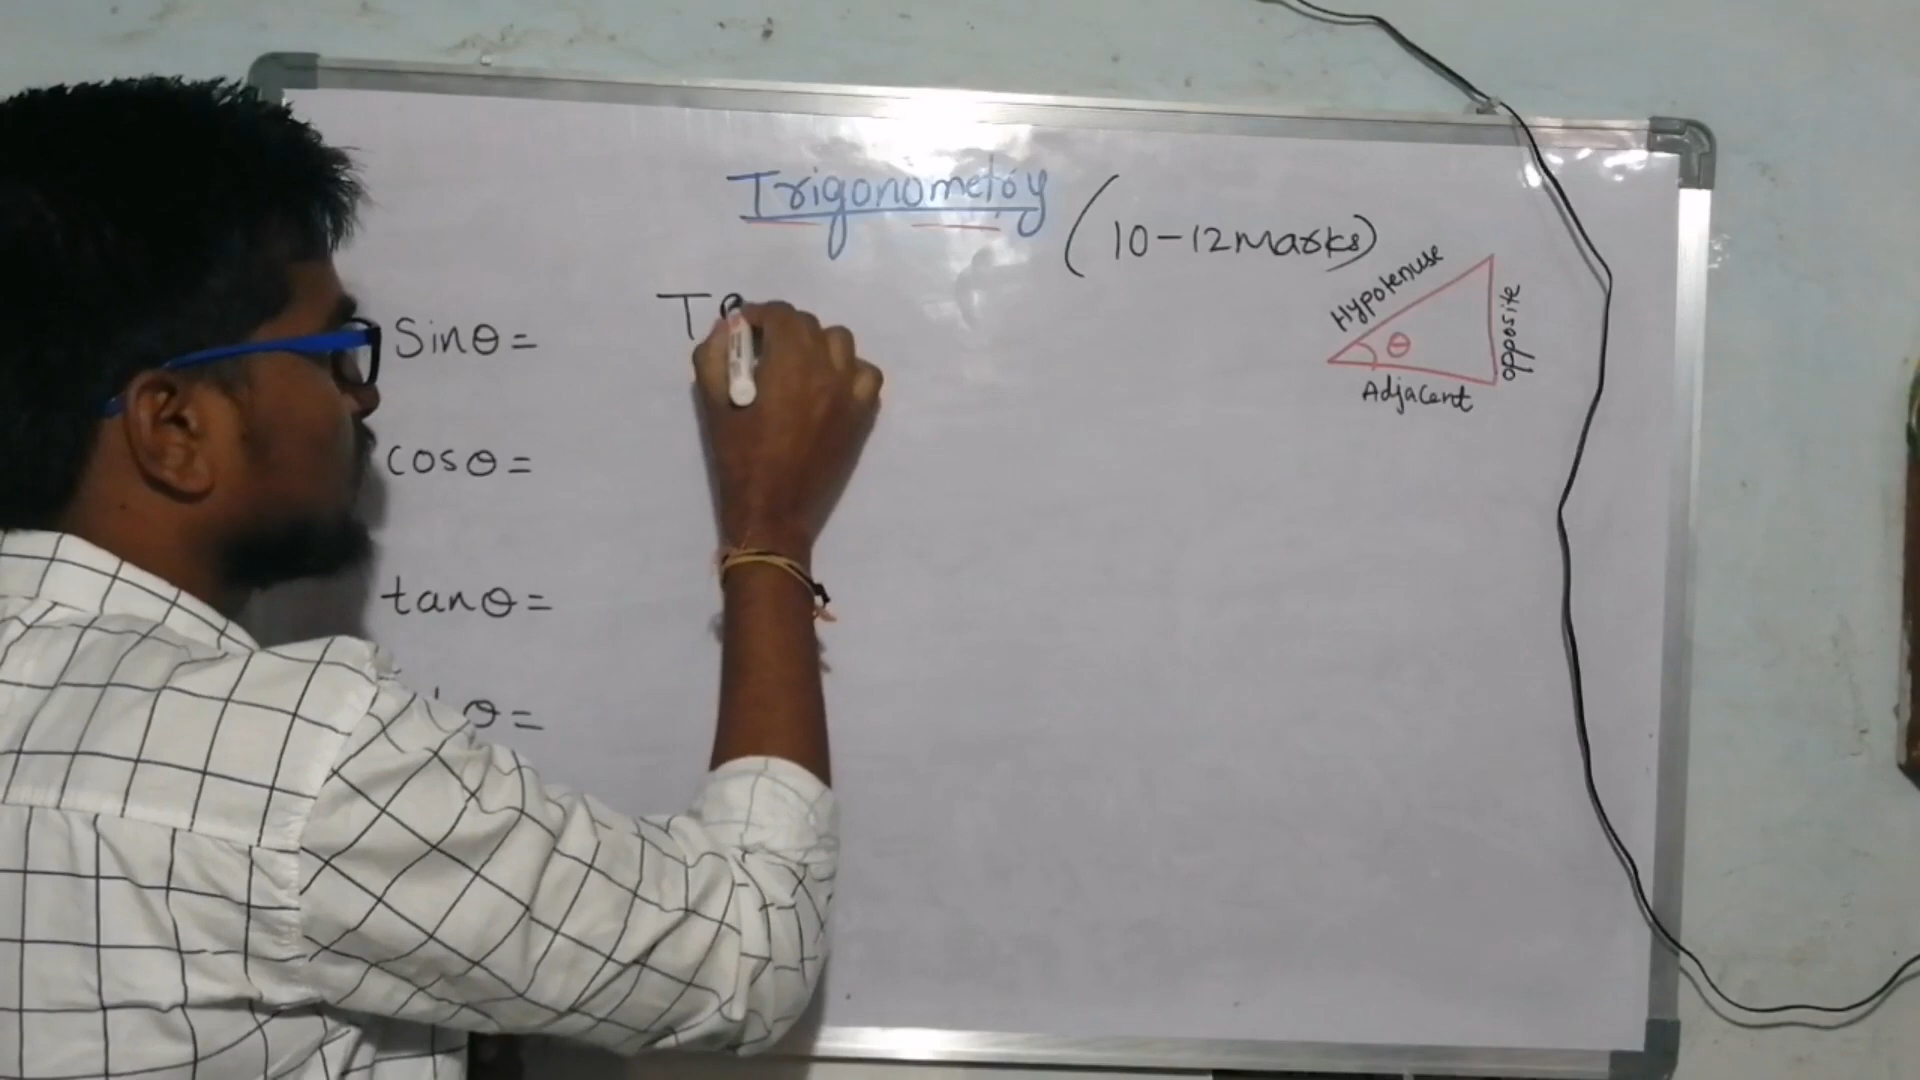 Trigonometry
(10-12marks)
Hypotenuse
opposite
θ
Adjacent
T
Sinθ=
cosθ=
tanθ=
θ=